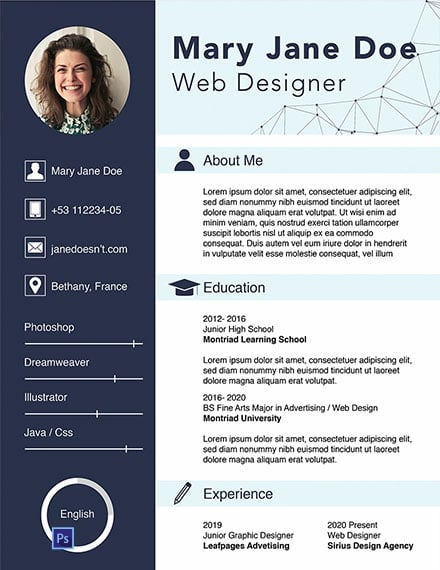 Mary Jane Doe
Web Designer
Mary Jane Doe
+53 112234-05
janedoesn't.com
Bethany, France
Photoshop
Dreamweaver
Illustrator
Java / Css
English
Ps
About Me
Lorem ipsum dolor sit amet, consectetuer adipiscing elit,
sed diam nonummy nibh euismod tincidunt ut laoreet
dolore magna aliquam erat volutpat. Ut wisi enim ad
minim veniam, quis nostrud exerci tation ullamcorper
suscipit lobortis nisl ut aliquip ex ea commodo
consequat. Duis autem vel eum iriure dolor in hendrerit
in vulputate velit esse molestie consequat, vel illum
Education
2012- 2016
Junior High School
Montriad Learning School
Lorem ipsum dolor sit amet, consectetuer adipiscing elit,
sed diam nonummy nibh euismod tincidunt ut laoreet
dolore magna aliquam erat volutpat.
2016- 2020
BS Fine Arts Major in Advertising / Web Design
Montriad University
Lorem ipsum dolor sit amet, consectetuer adipiscing elit,
sed diam nonummy nibh euismod tincidunt ut laoreet
dolore magna aliquam erat volutpat.
Experience
2019
Junior Graphic Designer
Leafpages Advetising
2020 Present
Web Designer
Sirius Design Agency